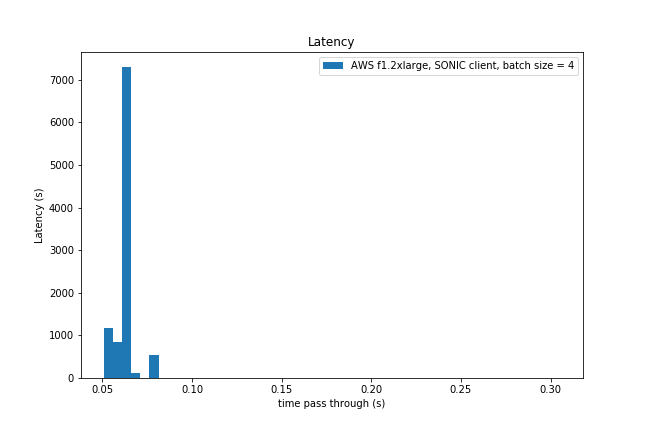 Latency
AWS f1.2xlarge, SONIC client, batch size = 4
Latency (s)
7000
6000
5000
4000
3000
2000
1000
0
0.05 0.10 0.15 0.20 0.25 0.30
time pass through (s)